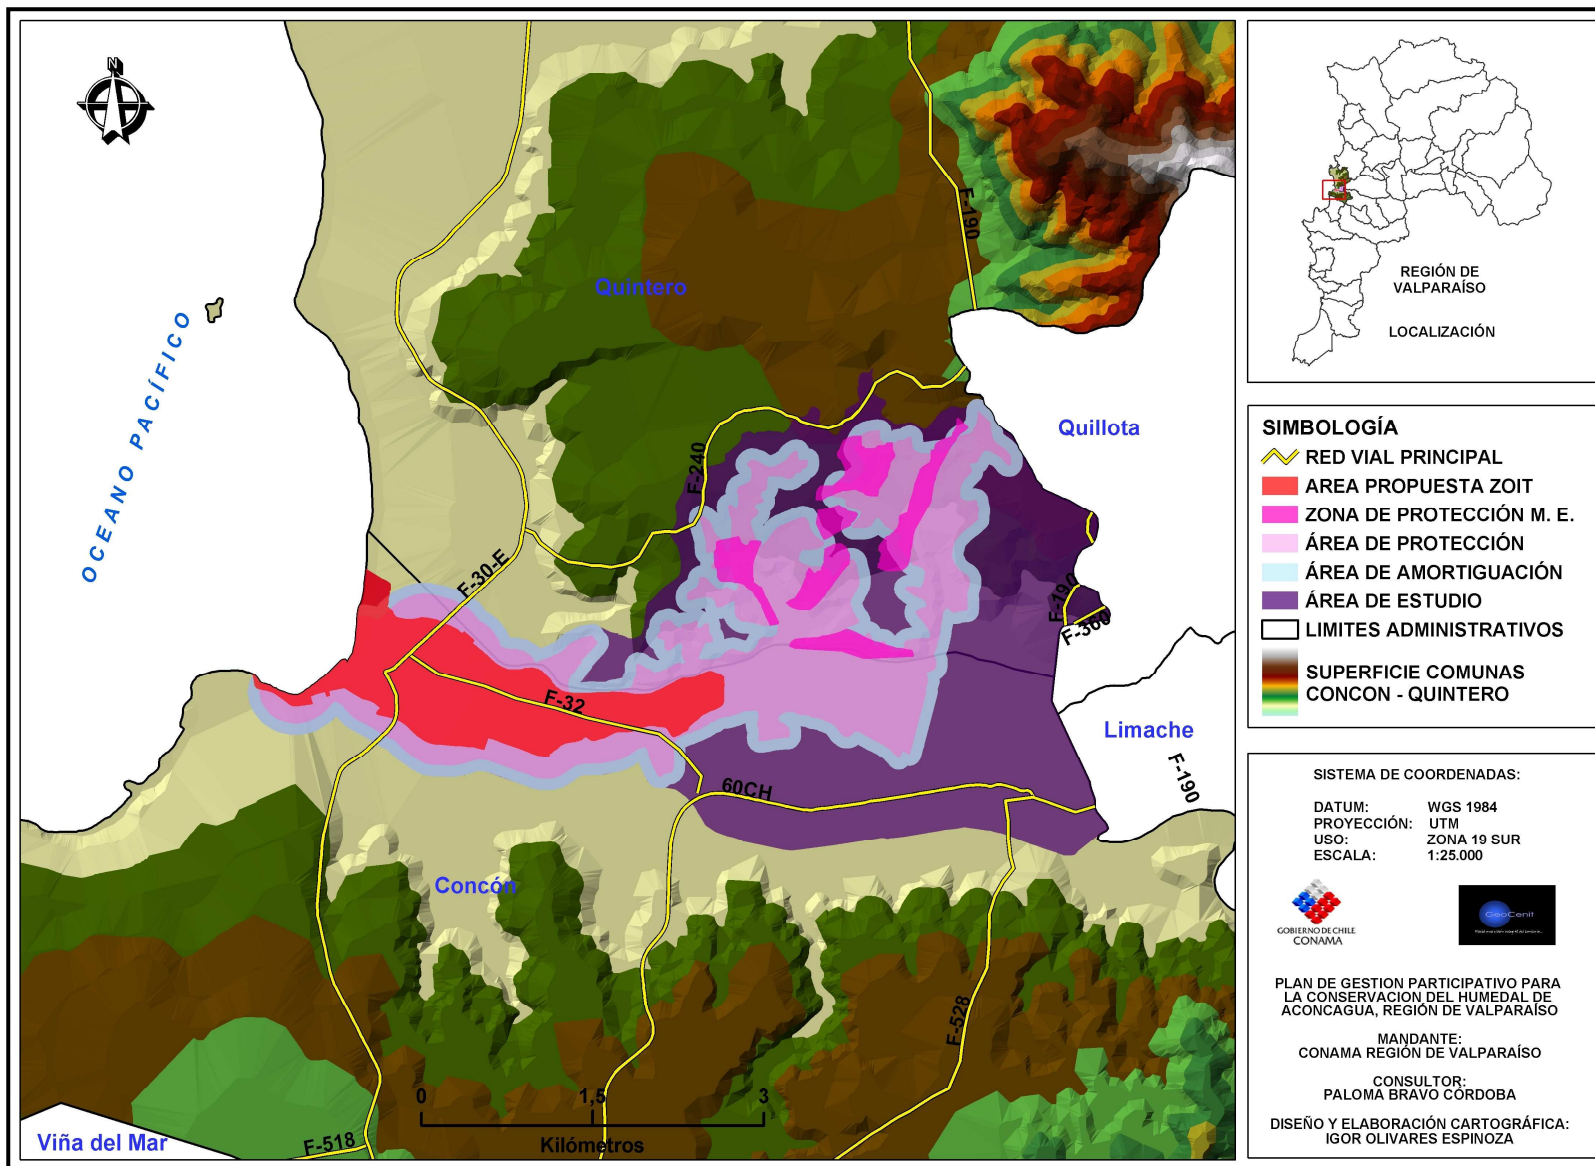 N
OCEANO PACÍFICO
Quintero
F-190
Quillota
F-240
F-30-E
F-190
F-360
F-32
Limache
F-190
60CH
Concón
F-528
0 1,5 3
Kilómetros
Viña del Mar
F-518
REGIÓN DE
VALPARAÍSO
LOCALIZACIÓN
SIMBOLOGÍA
RED VIAL PRINCIPAL
AREA PROPUESTA ZOIT
ZONA DE PROTECCIÓN M. E.
ÁREA DE PROTECCIÓN
ÁREA DE AMORTIGUACIÓN
ÁREA DE ESTUDIO
LIMITES ADMINISTRATIVOS
SUPERFICIE COMUNAS
CONCON - QUINTERO
SISTEMA DE COORDENADAS:
DATUM: WGS 1984
PROYECCIÓN: UTM
USO: ZONA 19 SUR
ESCALA: 1:25.000
GOBIERNO DE CHILE
CONAMA
GeoCenit
PLAN DE GESTION PARTICIPATIVO PARA
LA CONSERVACION DEL HUMEDAL DE
ACONCAGUA, REGIÓN DE VALPARAÍSO
MANDANTE:
CONAMA REGIÓN DE VALPARAÍSO
CONSULTOR:
PALOMA BRAVO CÓRDOBA
DISEÑO Y ELABORACIÓN CARTOGRÁFICA:
IGOR OLIVARES ESPINOZA